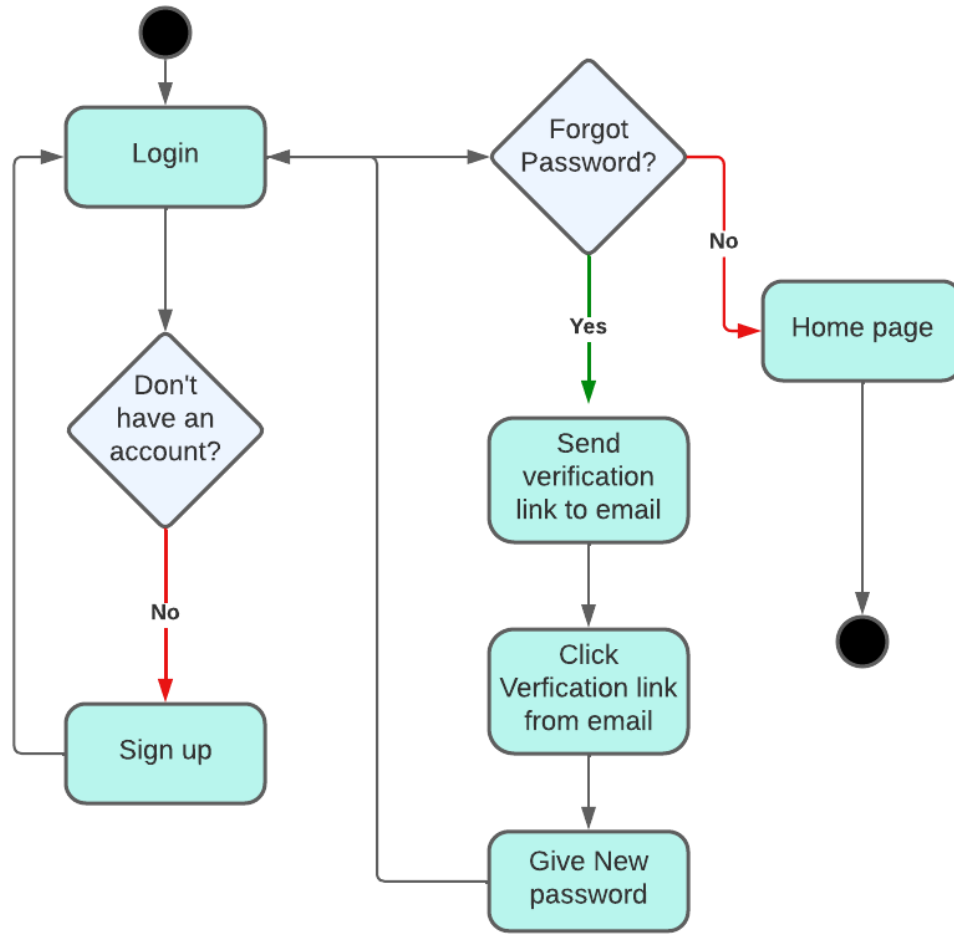 Login
Don't
have an
account?
No
Sign up
Forgot
Password?
No
Home page
Yes
Send
verification
link to email
Click
Verfication link
from email
Give New
password